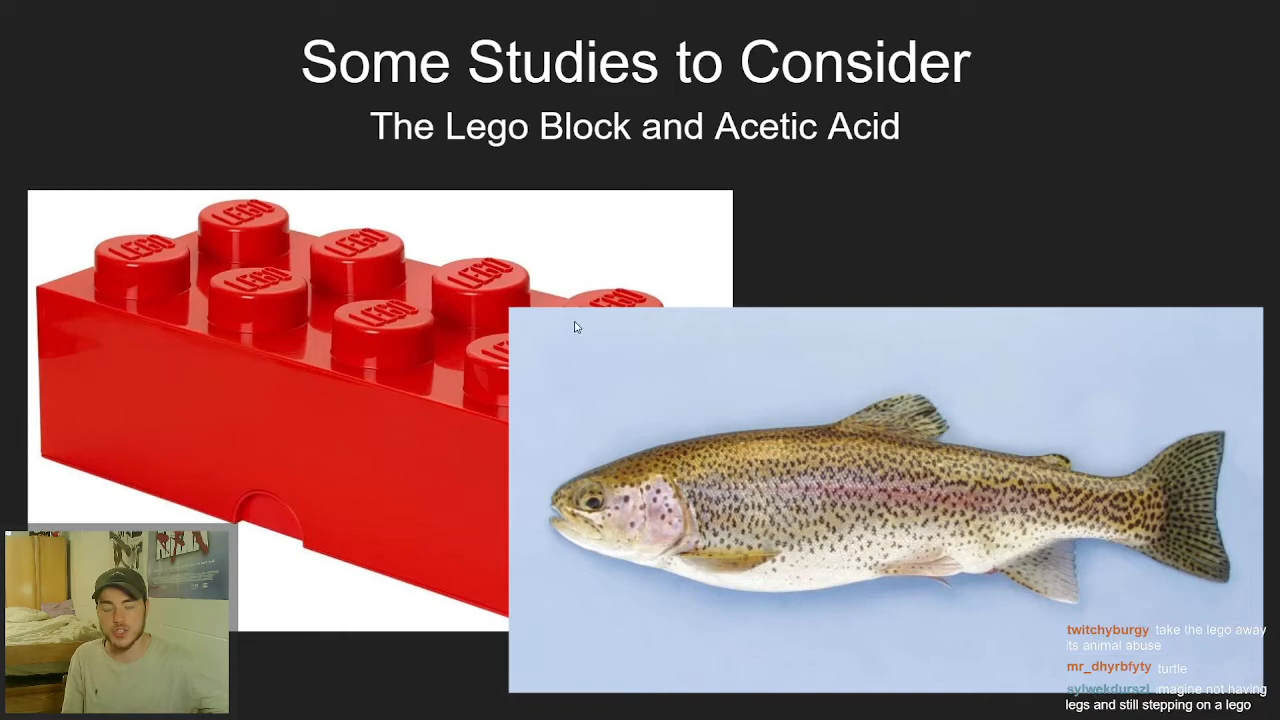 Some Studies to Consider
The Lego Block and Acetic Acid
LEGO
LEGO
LEGO
LEGO
LEGO
LEGO
twitchyburgy take the lego away
its animal abuse
mr_dhyrbfyty turtle
sylwekdurszl imagine not having
legs and still stepping on a lego